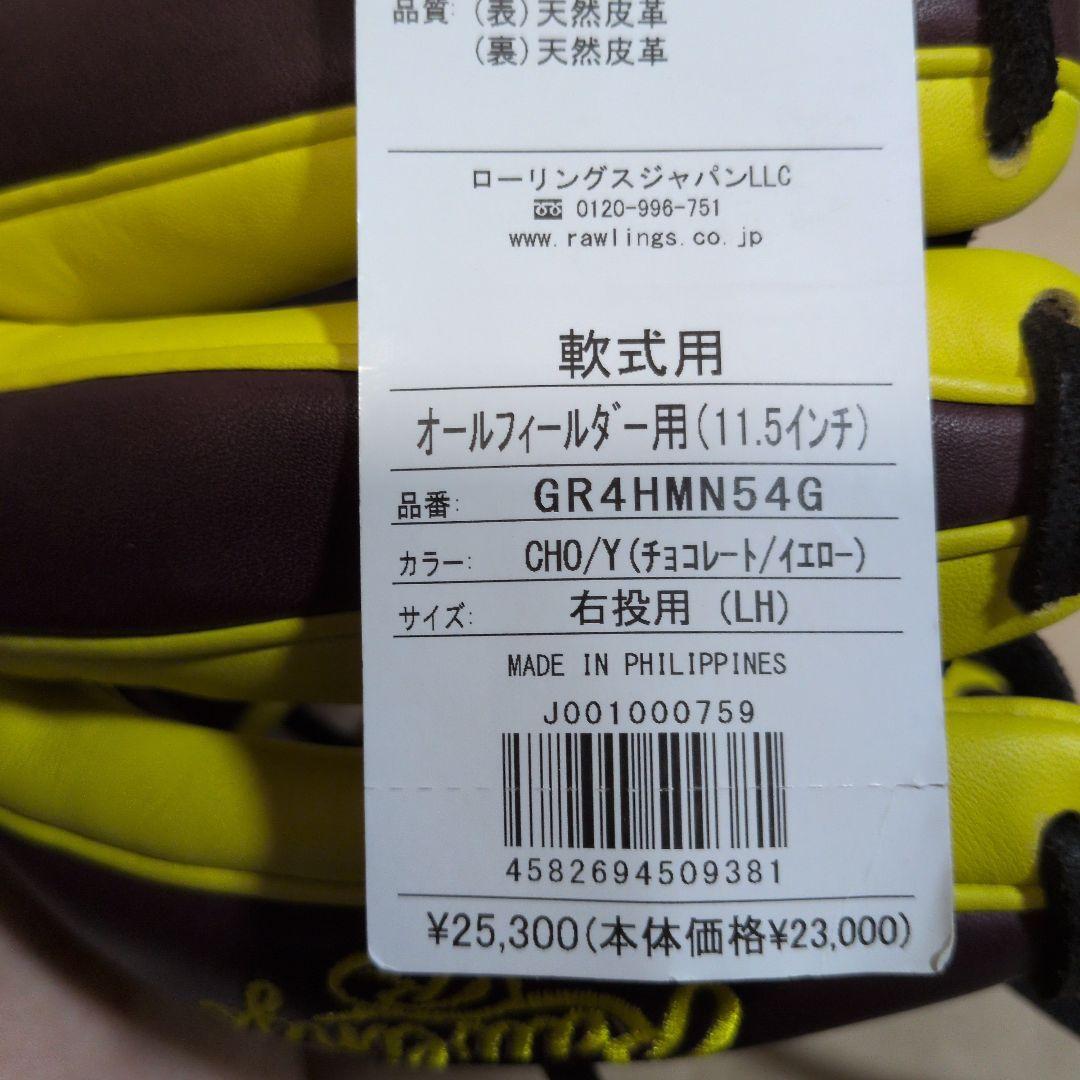 品質: (表)天然皮革
(裏)天然皮革
ローリングスジャパンLLC
0120-996-751
www.rawlings.co.jp
軟式用
オールフィールダー用(11.5インチ)
品番: GR4HMN54G
カラー: CHO/Y(チョコレート/イエロー)
サイズ: 右投用 (LH)
MADE IN PHILIPPINES
J001000759
4582694509381
¥25,300(本体価格¥23,000)
Rawlings